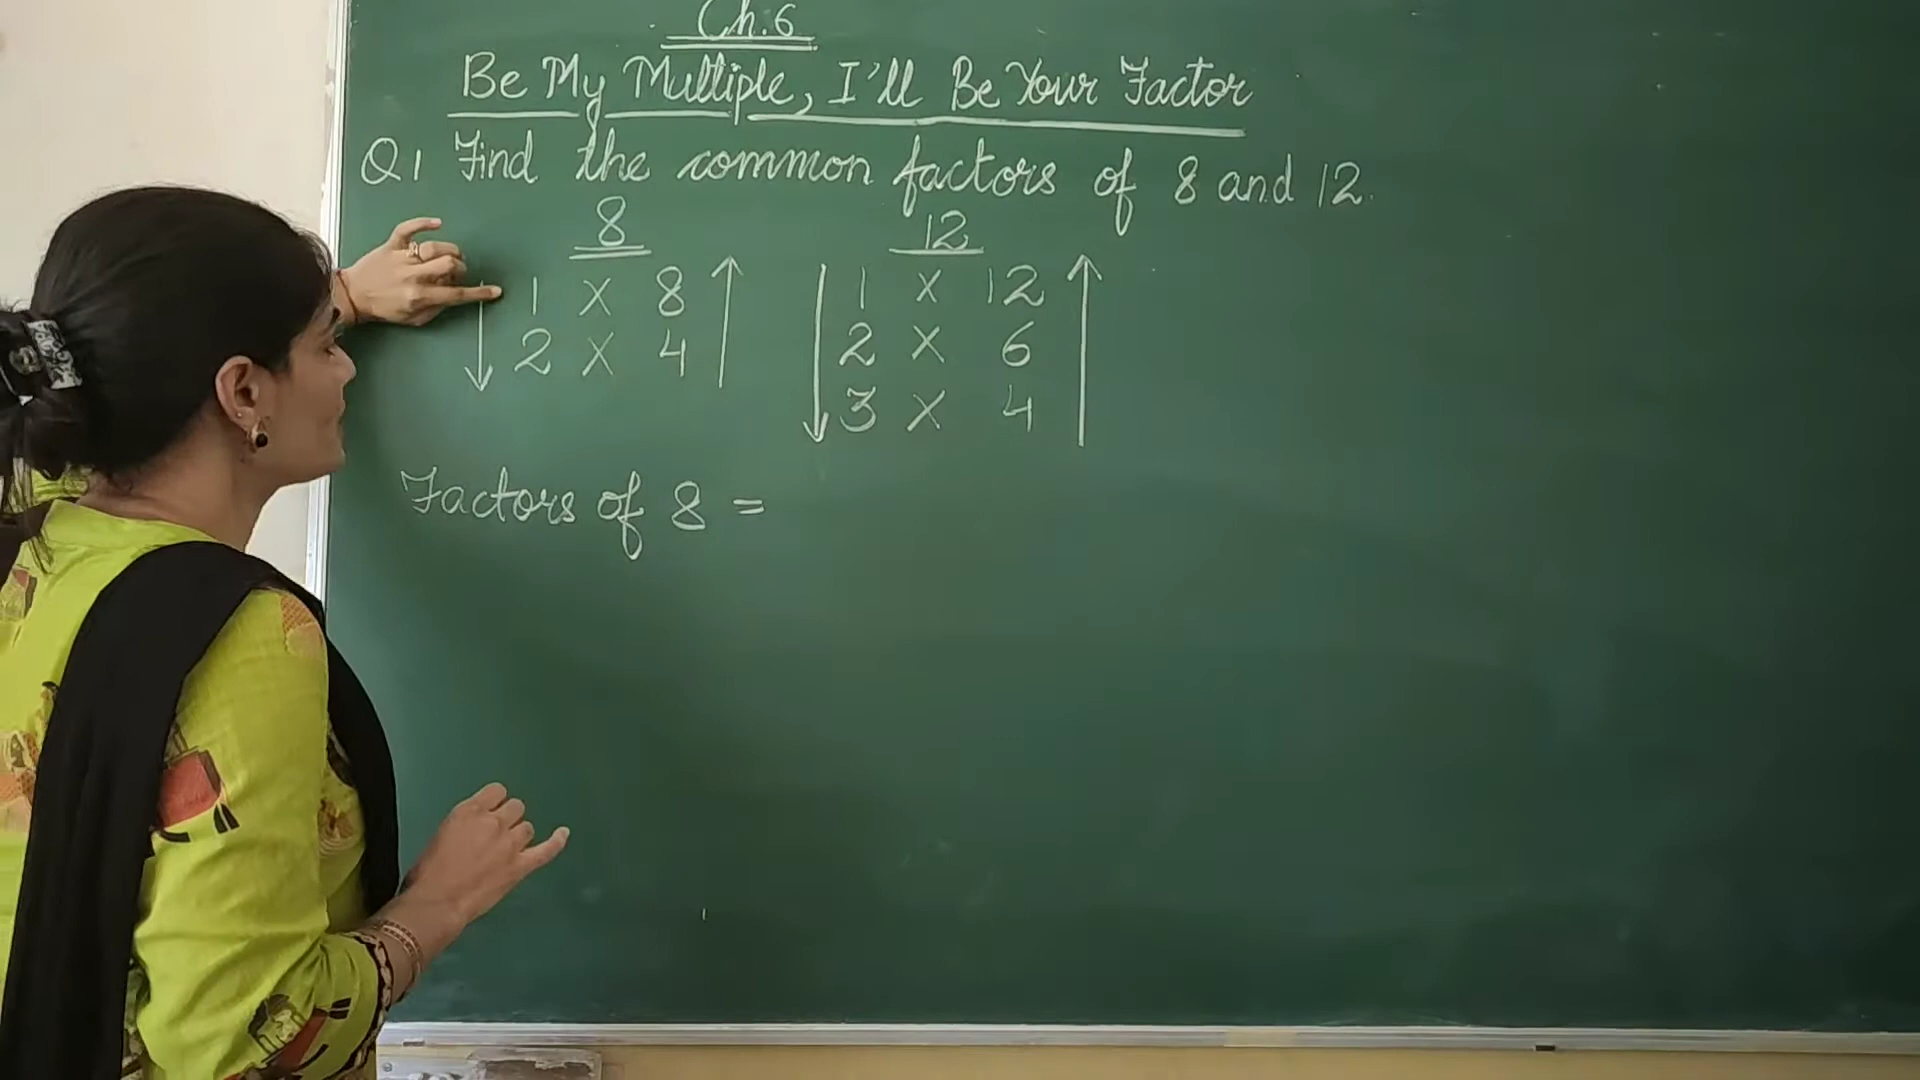 Ch.6
Be My Multiple, I'll Be Your Factor
Q1 Find the common factors of 8 and 12.
8 12
1 X 8 1 X 12
2 X 4 2 X 6
3 X 4
Factors of 8 =